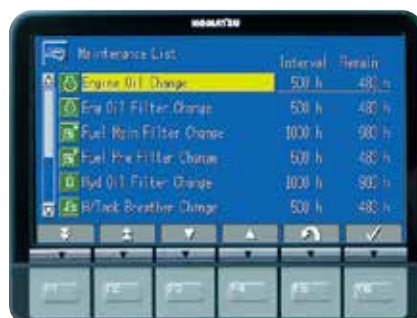 KOMATSU
Maintenance List
Interval Remain
Engine Oil Change 500 h 480 h
Eng Oil Filter Change 500 h 480 h
Fuel Main Filter Change 1000 h 980 h
Fuel Pre Filter Change 500 h 480 h
Hyd Oil Filter Change 1000 h 980 h
H/Tank Breather Change 500 h 480 h
F1 F2 F3 F4 F5 F6